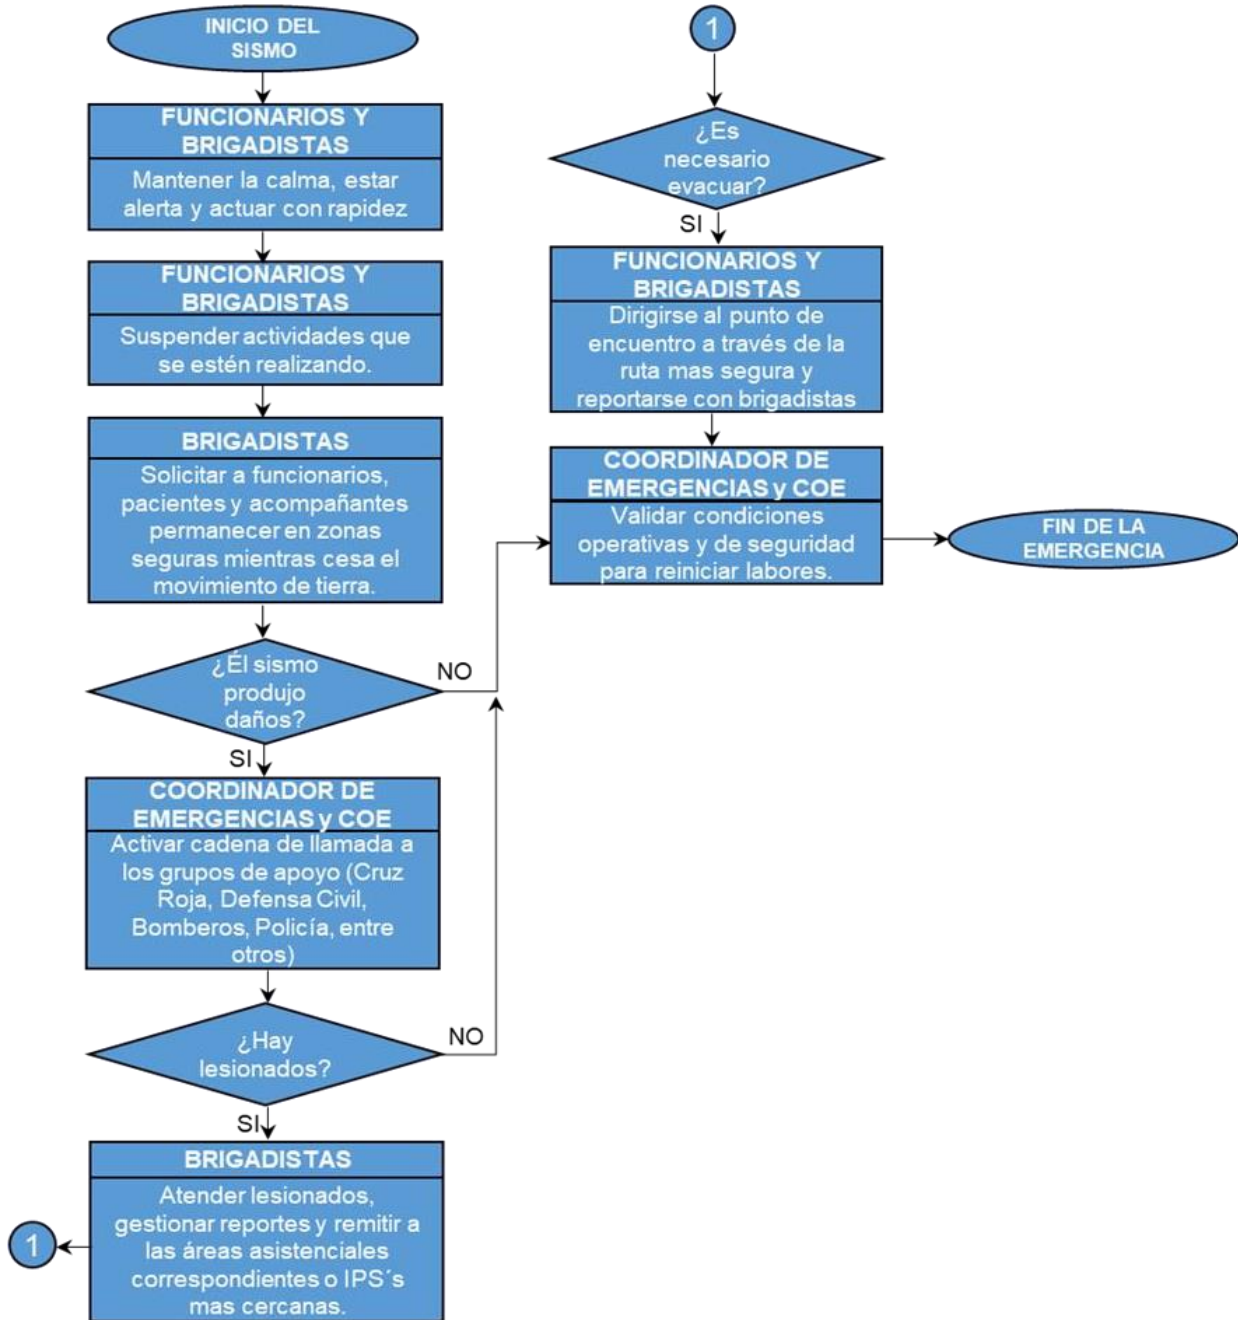 INICIO DEL
SISMO
FUNCIONARIOS Y
BRIGADISTAS
Mantener la calma, estar
alerta y actuar con rapidez
FUNCIONARIOS Y
BRIGADISTAS
Suspender actividades que
se estén realizando.
BRIGADISTAS
Solicitar a funcionarios,
pacientes y acompañantes
permanecer en zonas
seguras mientras cesa el
movimiento de tierra.
¿Él sismo
produjo
daños?
NO
SI
COORDINADOR DE
EMERGENCIAS y COE
Activar cadena de llamada a
los grupos de apoyo (Cruz
Roja, Defensa Civil,
Bomberos, Policía, entre
otros)
¿Hay
lesionados?
NO
SI
BRIGADISTAS
Atender lesionados,
gestionar reportes y remitir a
las áreas asistenciales
correspondientes o IPS´s
mas cercanas.
1
1
¿Es
necesario
evacuar?
SI
FUNCIONARIOS Y
BRIGADISTAS
Dirigirse al punto de
encuentro a través de la
ruta mas segura y
reportarse con brigadistas
COORDINADOR DE
EMERGENCIAS y COE
Validar condiciones
operativas y de seguridad
para reiniciar labores.
FIN DE LA
EMERGENCIA